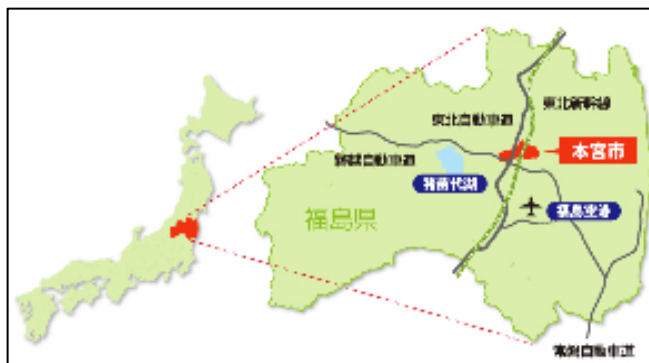 東北新幹線
東北自動車道
本宮市
磐越自動車道
猪苗代湖
福島空港
福島県
常磐自動車道